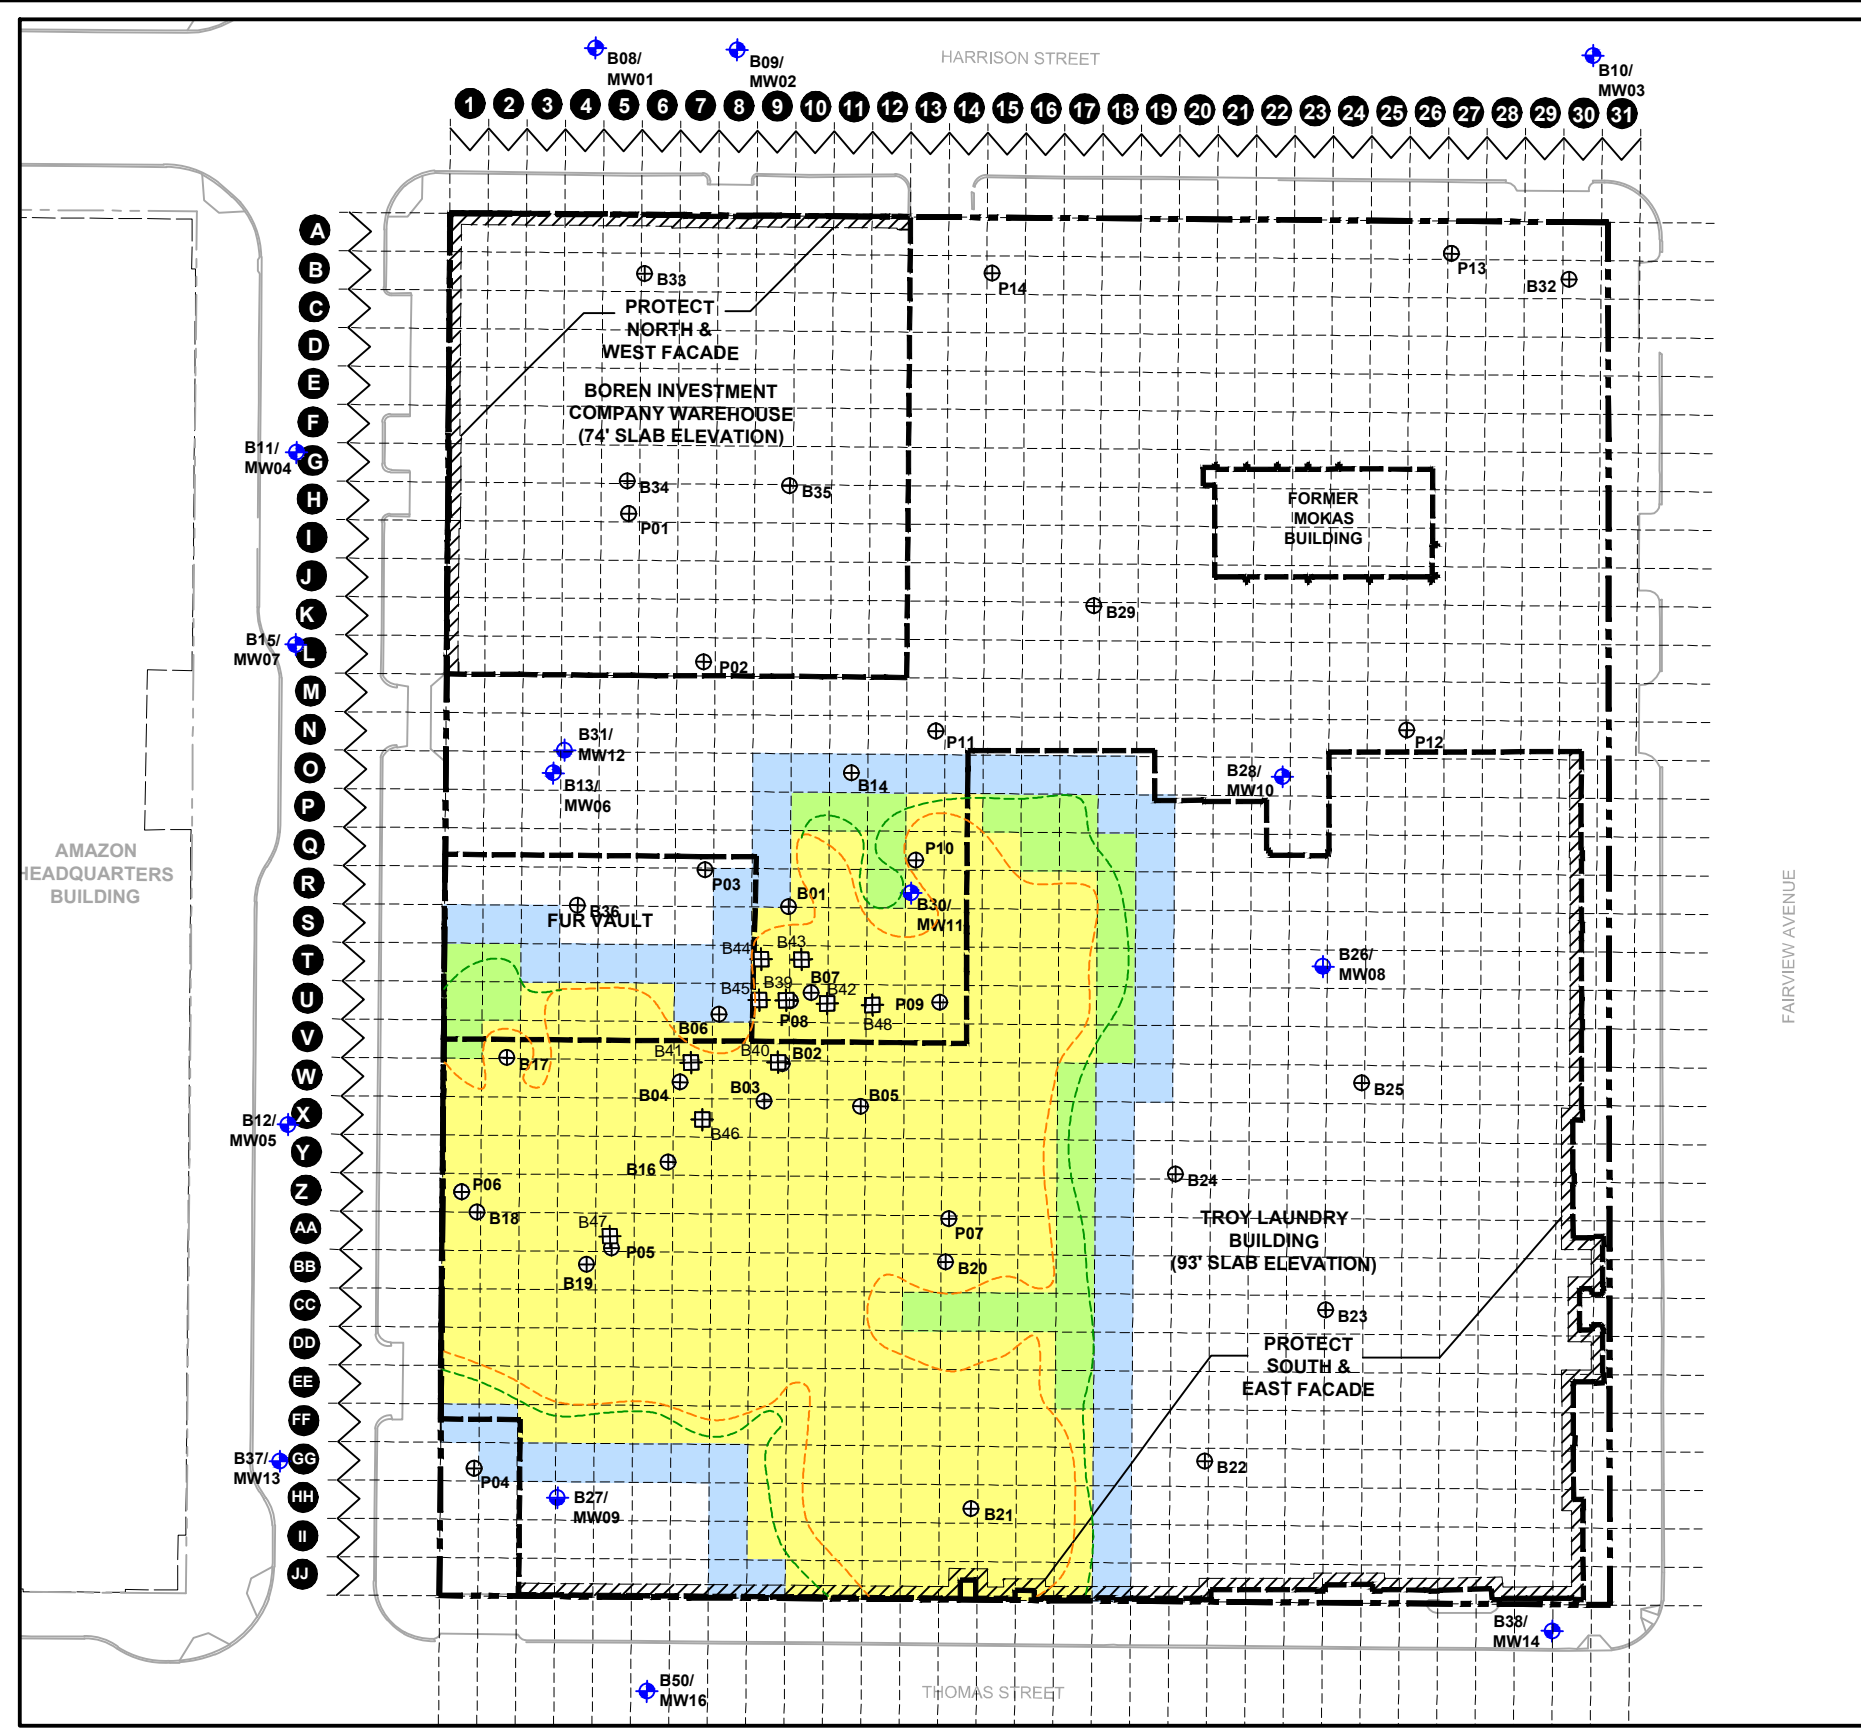 B08/
MW01
B09/
MW02
HARRISON STREET
B10/
MW03
1 2 3 4 5 6 7 8 9 10 11 12 13 14 15 16 17 18 19 20 21 22 23 24 25 26 27 28 29 30 31
A
B
C
D
E
F
G
H
I
J
K
L
M
N
O
P
Q
R
S
T
U
V
W
X
Y
Z
AA
BB
CC
DD
EE
FF
GG
HH
II
JJ
B33
P14
P13
B32
PROTECT
NORTH &
WEST FACADE
BOREN INVESTMENT
COMPANY WAREHOUSE
(74' SLAB ELEVATION)
B11/
MW04
B34
B35
P01
FORMER
MOKAS
BUILDING
B29
B15/
MW07
P02
B31/
MW12
B13/
MW06
P11
P12
B14
B28/
MW10
AMAZON
HEADQUARTERS
BUILDING
P10
P03
B01
B30/
MW11
B36
FUR VAULT
FAIRVIEW AVENUE
B44
B43
B26/
MW08
B07
B45
B39
B42
P09
P08
B48
B06
B41
B40
B02
B17
B04
B03
B05
B25
B12/
MW05
B46
B16
B24
P06
B18
B47
P05
B19
P07
B20
TROY LAUNDRY
BUILDING
(93' SLAB ELEVATION)
B23
PROTECT
SOUTH &
EAST FACADE
B37/
MW13
P04
B22
B27/
MW09
B21
B38/
MW14
B50/
MW16
THOMAS STREET